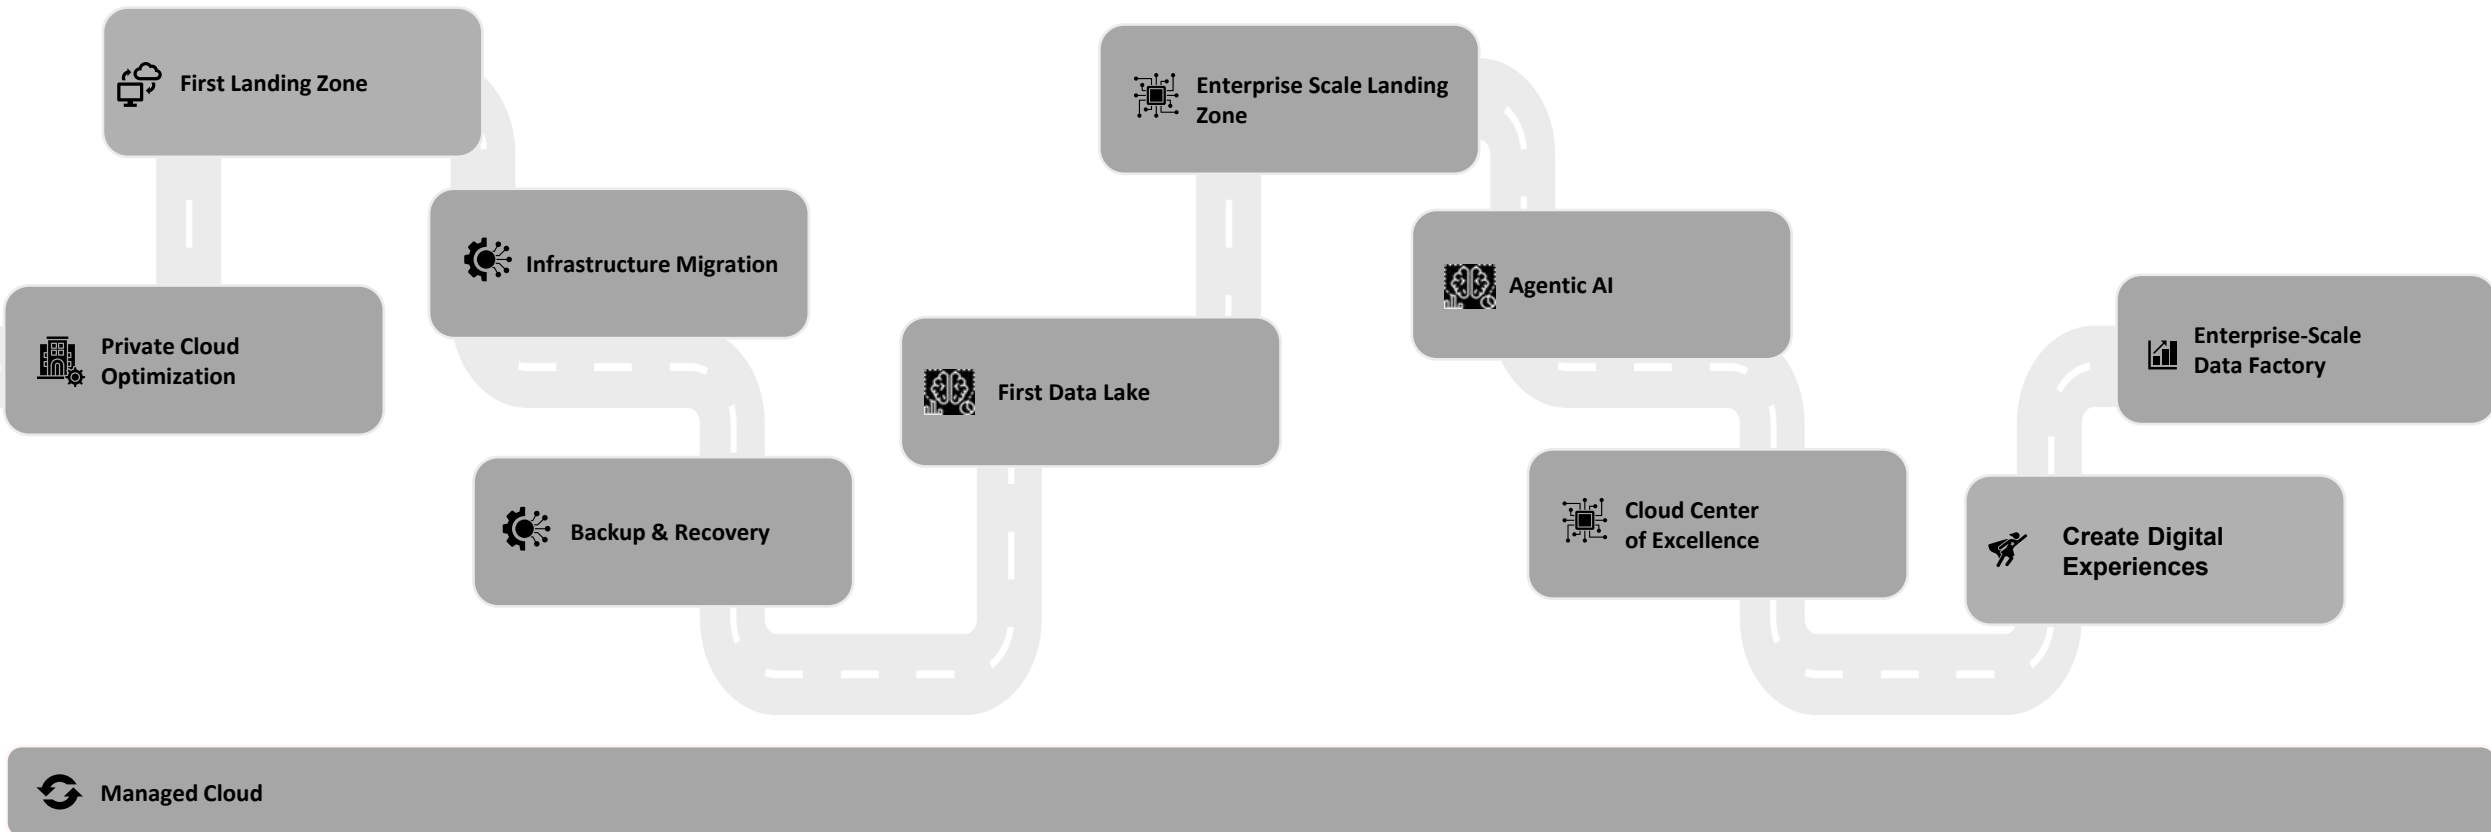 First Landing Zone
Enterprise Scale Landing
Zone
Infrastructure Migration
Agentic AI
Private Cloud
Optimization
First Data Lake
Enterprise-Scale
Data Factory
Backup & Recovery
Cloud Center
of Excellence
Create Digital
Experiences
Managed Cloud